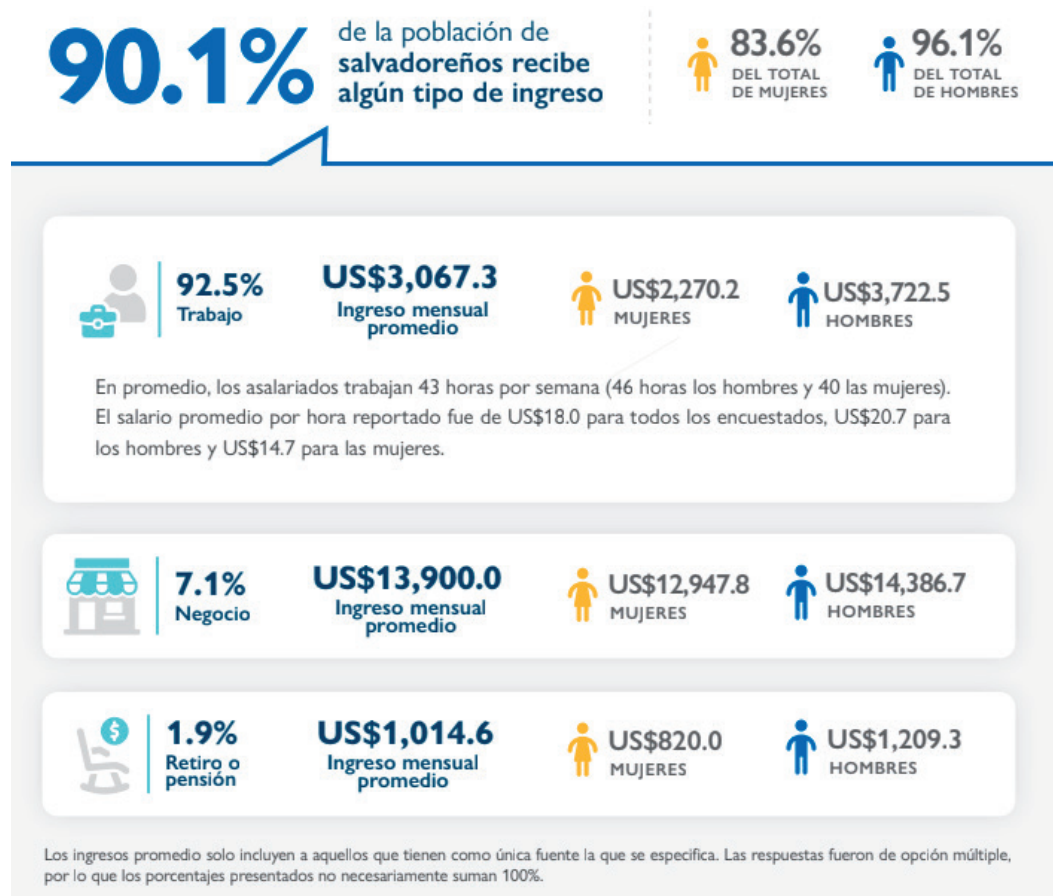 90.1%
de la población de
salvadoreños recibe
algún tipo de ingreso
83.6%
DEL TOTAL
DE MUJERES
96.1%
DEL TOTAL
DE HOMBRES
92.5%
Trabajo
US$3,067.3
Ingreso mensual
promedio
US$2,270.2
MUJERES
US$3,722.5
HOMBRES
En promedio, los asalariados trabajan 43 horas por semana (46 horas los hombres y 40 las mujeres).
El salario promedio por hora reportado fue de US$18.0 para todos los encuestados, US$20.7 para
los hombres y US$14.7 para las mujeres.
7.1%
Negocio
US$13,900.0
Ingreso mensual
promedio
US$12,947.8
MUJERES
US$14,386.7
HOMBRES
$
1.9%
Retiro o
pensión
US$1,014.6
Ingreso mensual
promedio
US$820.0
MUJERES
US$1,209.3
HOMBRES
Los ingresos promedio solo incluyen a aquellos que tienen como única fuente la que se especifica. Las respuestas fueron de opción múltiple,
por lo que los porcentajes presentados no necesariamente suman 100%.